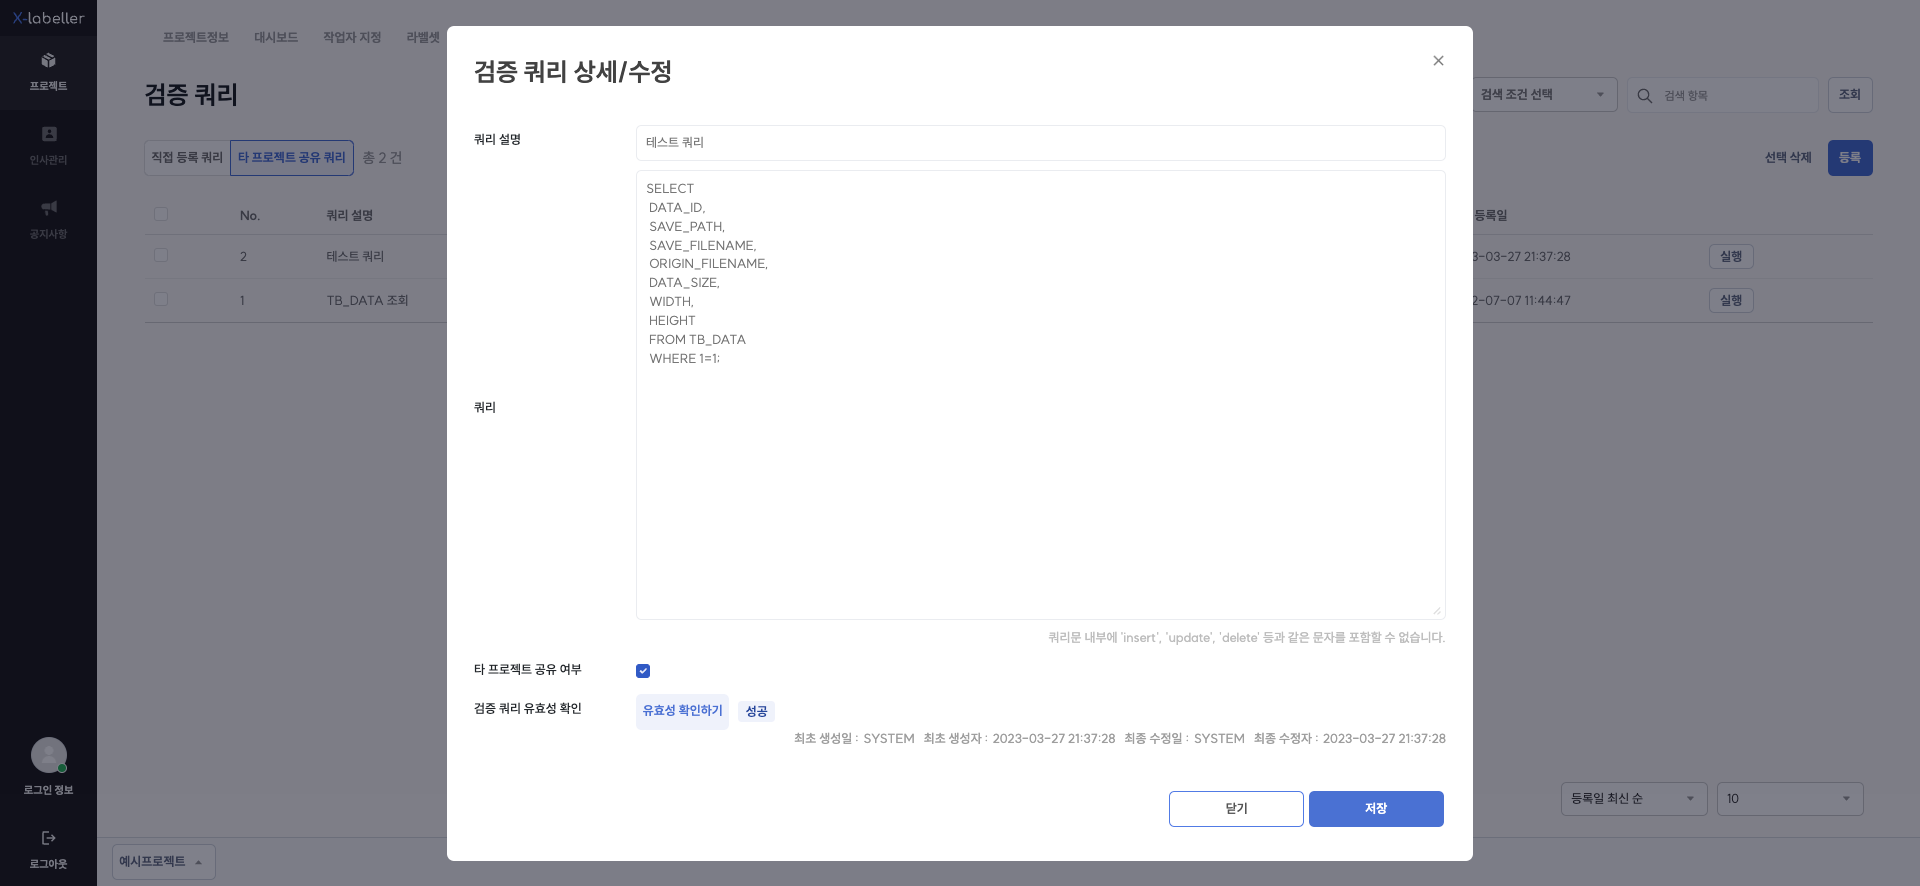 X-labeller
프로젝트
인사관리
공지사항
로그인 정보
로그아웃
프로젝트정보 대시보드 작업자 지정 라벨셋
검증 쿼리
검색 조건 선택 검색 항목 조회
직접 등록 쿼리 타 프로젝트 공유 쿼리 총 2 건
선택 삭제 등록
No. 쿼리 설명 등록일
2 테스트 쿼리 3-03-27 21:37:28 실행
1 TB_DATA 조회 2-07-07 11:44:47 실행
등록일 최신 순 10
예시프로젝트
검증 쿼리 상세/수정
쿼리 설명 테스트 쿼리
쿼리
SELECT
DATA_ID,
SAVE_PATH,
SAVE_FILENAME,
ORIGIN_FILENAME,
DATA_SIZE,
WIDTH,
HEIGHT
FROM TB_DATA
WHERE 1=1;
쿼리문 내부에 'insert', 'update', 'delete' 등과 같은 문자를 포함할 수 없습니다.
타 프로젝트 공유 여부
검증 쿼리 유효성 확인 유효성 확인하기 성공
최초 생성일 : SYSTEM 최초 생성자 : 2023-03-27 21:37:28 최종 수정일 : SYSTEM 최종 수정자 : 2023-03-27 21:37:28
닫기 저장